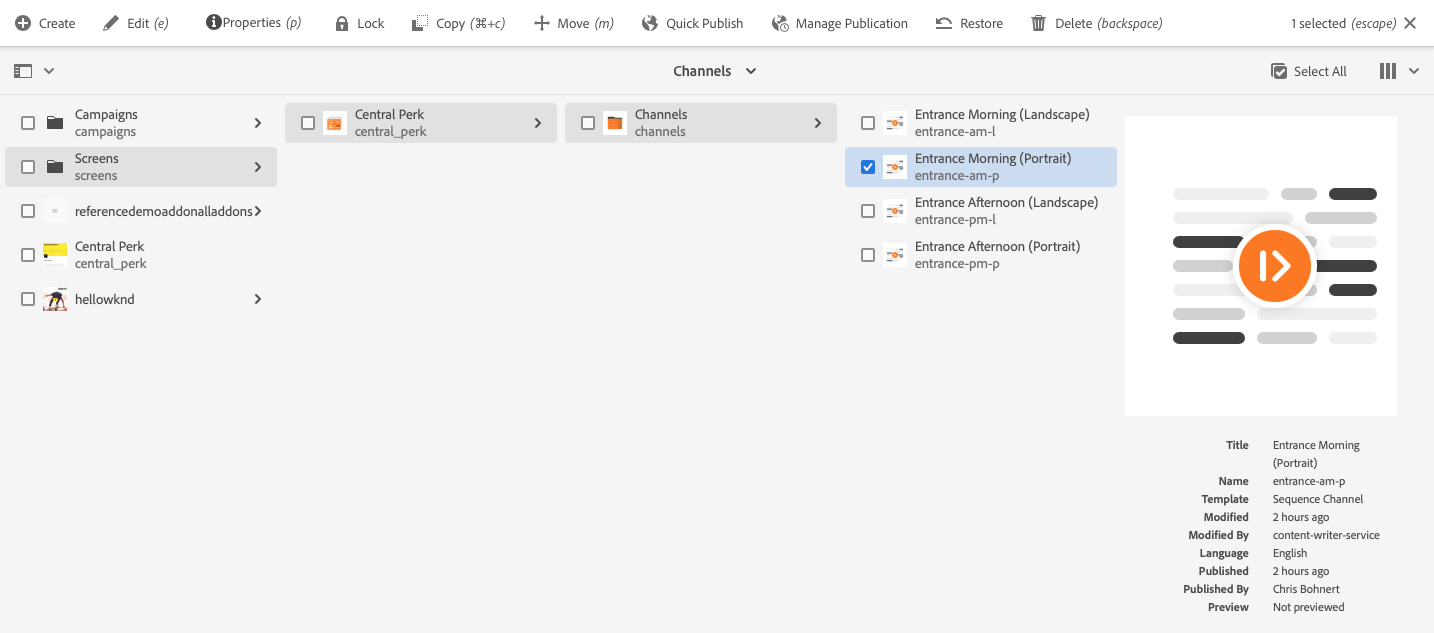 Create Edit (e) Properties (p) Lock Copy (⌘+c) Move (m) Quick Publish Manage Publication Restore Delete (backspace) 1 selected (escape)
Channels Select All
Campaigns
campaigns
Screens
screens
referencedemoaddonalladdons
Central Perk
central_perk
hellowknd
Central Perk
central_perk
Channels
channels
Entrance Morning (Landscape)
entrance-am-l
Entrance Morning (Portrait)
entrance-am-p
Entrance Afternoon (Landscape)
entrance-pm-l
Entrance Afternoon (Portrait)
entrance-pm-p
Title Entrance Morning
(Portrait)
Name entrance-am-p
Template Sequence Channel
Modified 2 hours ago
Modified By content-writer-service
Language English
Published 2 hours ago
Published By Chris Bohnert
Preview Not previewed